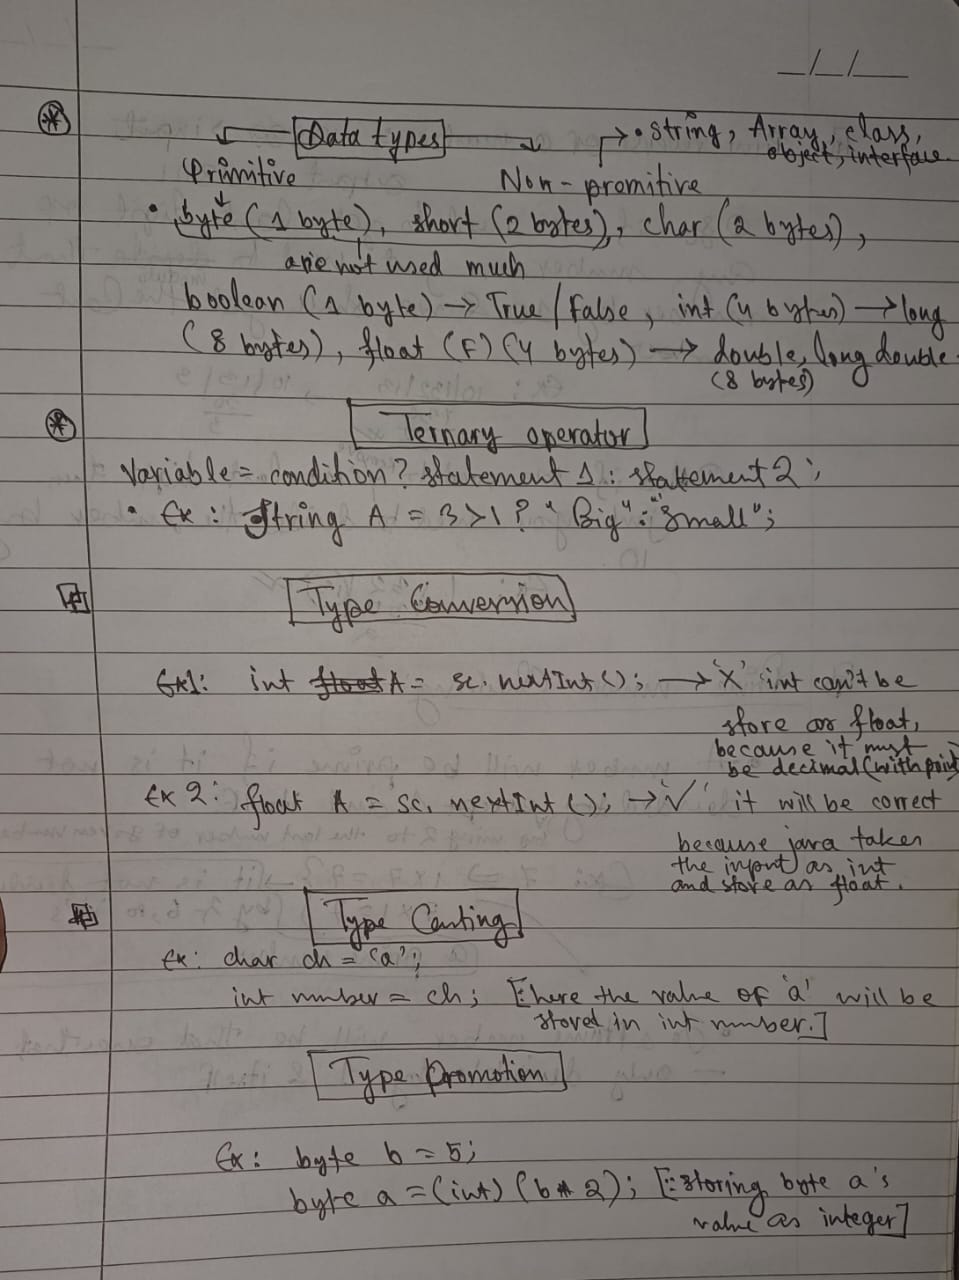 _/_/_
Data types → • string, Array, class,
object, interface.
Primitive Non-promitive
• byte (1 byte), short (2 bytes), char (2 bytes),
are not used much
boolean (1 byte) → True / False, int (4 bytes) → long
(8 bytes), float (F) (4 bytes) → double, long double
(8 bytes)
Ternary operator
Variable = condition? statement 1 : statement 2;
• Ex : String A = 3>1 ? "Big" : "Small";
Type Conversion
Ex1: int float A = sc. nextInt (); → 'X' int can't be
store as float,
because it must
be decimal (with point)
Ex 2: float A = sc. nextInt (); → '✓' it will be correct
because java taken
the input as int
and store as float.
Type Casting
Ex: char ch = 'a';
int number = ch; [here the value of 'a' will be
stored in int number.]
Type Promotion
Ex: byte b = 5;
byte a = (int) (b * 2); [: storing byte a's
value as integer]